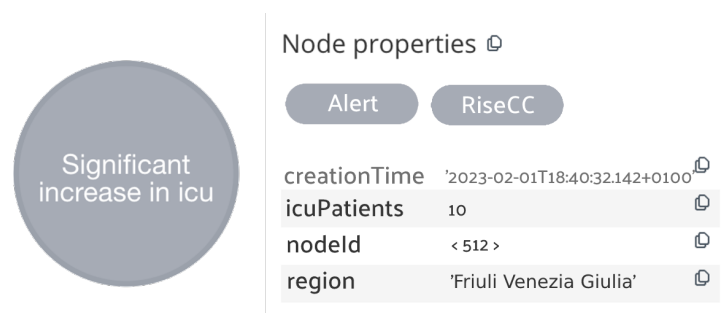 Significant
increase in icu
Node properties
Alert RiseCC
creationTime '2023-02-01T18:40:32.142+0100'
icuPatients 10
nodeId < 512 >
region 'Friuli Venezia Giulia'